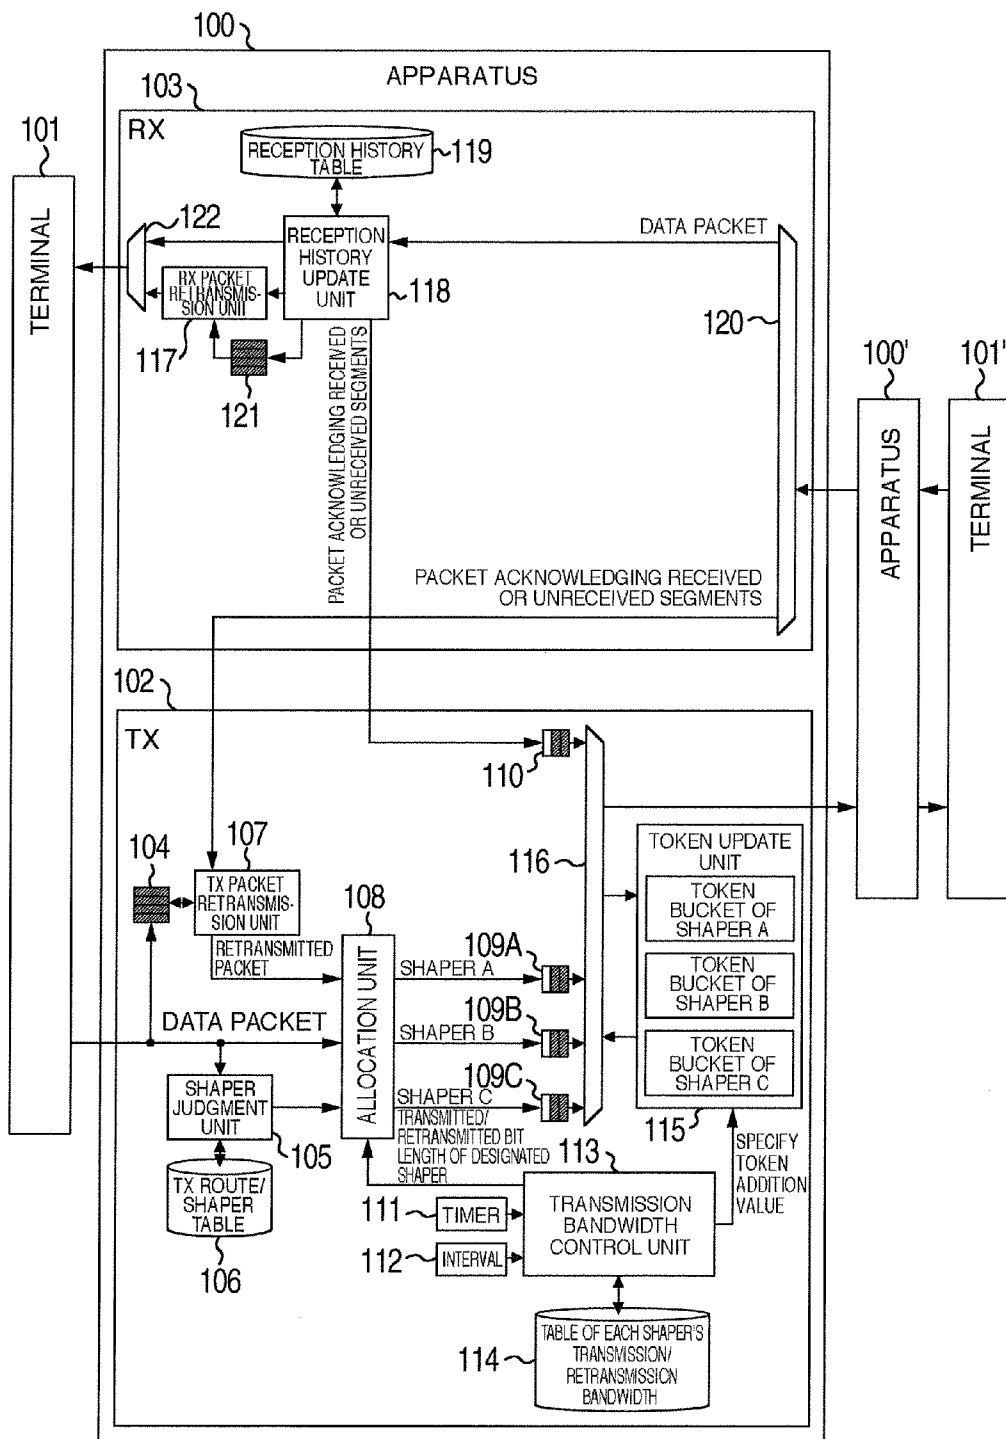 100
APPARATUS
103
RX
101
TERMINAL
RECEPTION HISTORY
TABLE
119
122
RECEPTION
HISTORY
UPDATE
UNIT
118
DATA PACKET
RX PACKET
RETRANSMIS-
SION UNIT
117
121
120
PACKET ACKNOWLEDGING RECEIVED
OR UNRECEIVED SEGMENTS
100'
APPARATUS
101'
TERMINAL
PACKET ACKNOWLEDGING RECEIVED
OR UNRECEIVED SEGMENTS
102
TX
110
104
107
TX PACKET
RETRANSMIS-
SION UNIT
RETRANSMITTED
PACKET
108
ALLOCATION UNIT
116
TOKEN UPDATE
UNIT
TOKEN
BUCKET OF
SHAPER A
TOKEN
BUCKET OF
SHAPER B
TOKEN
BUCKET OF
SHAPER C
115
109A
SHAPER A
109B
SHAPER B
109C
SHAPER C
DATA PACKET
SHAPER
JUDGMENT
UNIT
105
TX ROUTE/
SHAPER
TABLE
106
TRANSMITTED/
RETRANSMITTED BIT
LENGTH OF DESIGNATED
SHAPER
113
SPECIFY
TOKEN
ADDITION
VALUE
111
TIMER
112
INTERVAL
TRANSMISSION
BANDWIDTH
CONTROL UNIT
114
TABLE OF EACH SHAPER'S
TRANSMISSION/
RETRANSMISSION
BANDWIDTH